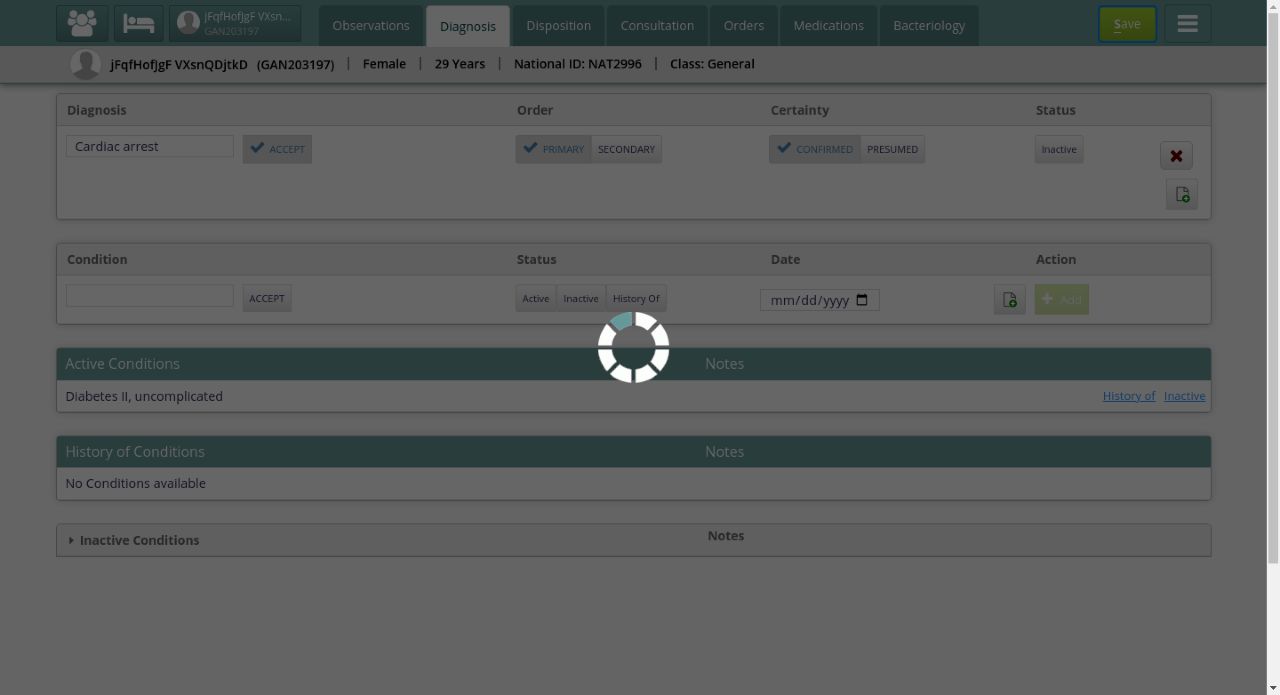 jFqfHofJgF VXsn...
GAN203197
Observations
Diagnosis
Disposition
Consultation
Orders
Medications
Bacteriology
Save
jFqfHofJgF VXsnQDjtkD (GAN203197) | Female | 29 Years | National ID: NAT2996 | Class: General
Diagnosis Order Certainty Status
Cardiac arrest ACCEPT PRIMARY SECONDARY CONFIRMED PRESUMED Inactive
Condition Status Date Action
ACCEPT Active Inactive History Of mm/dd/yyyy Add
Active Conditions Notes
Diabetes II, uncomplicated History of Inactive
History of Conditions Notes
No Conditions available
Inactive Conditions Notes